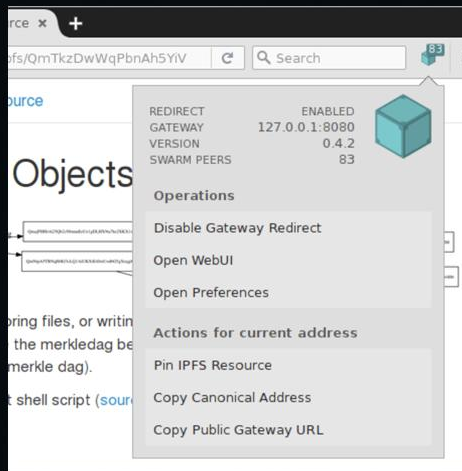 rce × +
ofs/QmTkzDwWqPbnAh5YiV Search 83
ource
REDIRECT ENABLED
GATEWAY 127.0.0.1:8080
VERSION 0.4.2
SWARM PEERS 83
Objects
Operations
Disable Gateway Redirect
Open WebUI
Open Preferences
oring files, or writin
the merkledag be
merkle dag).
t shell script (sour
Actions for current address
Pin IPFS Resource
Copy Canonical Address
Copy Public Gateway URL